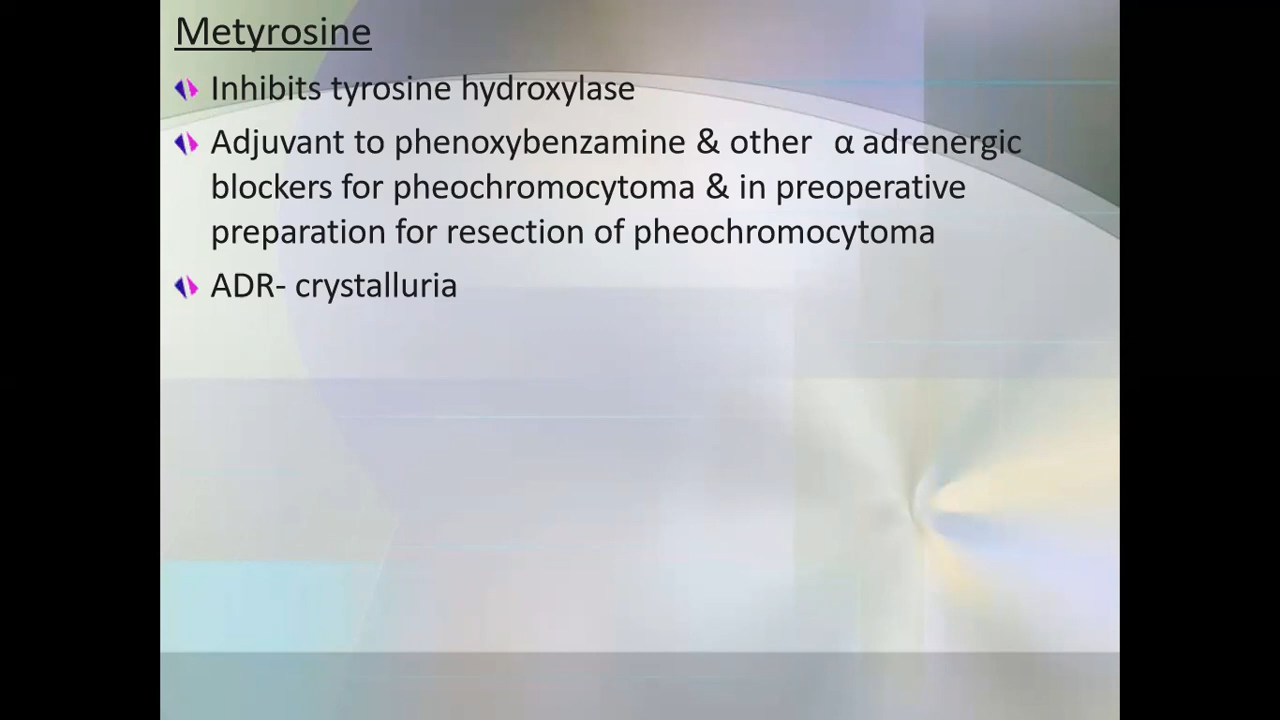 Metyrosine
Inhibits tyrosine hydroxylase
Adjuvant to phenoxybenzamine & other α adrenergic
blockers for pheochromocytoma & in preoperative
preparation for resection of pheochromocytoma
ADR- crystalluria